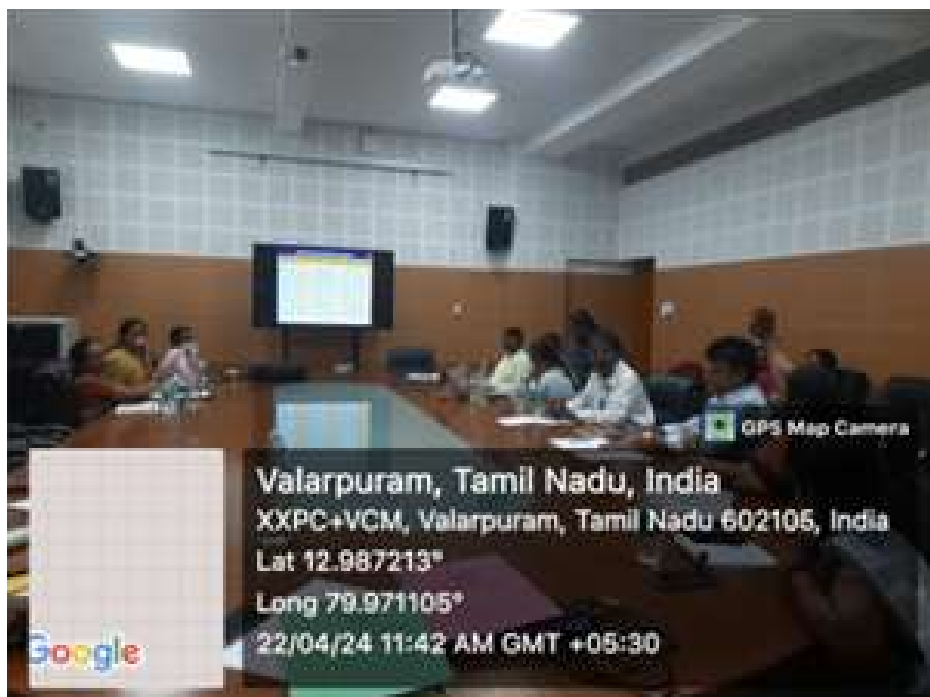 GPS Map Camera
Valarpuram, Tamil Nadu, India
XXPC+VCM, Valarpuram, Tamil Nadu 602105, India
Lat 12.987213°
Long 79.971105°
22/04/24 11:42 AM GMT +05:30
Google